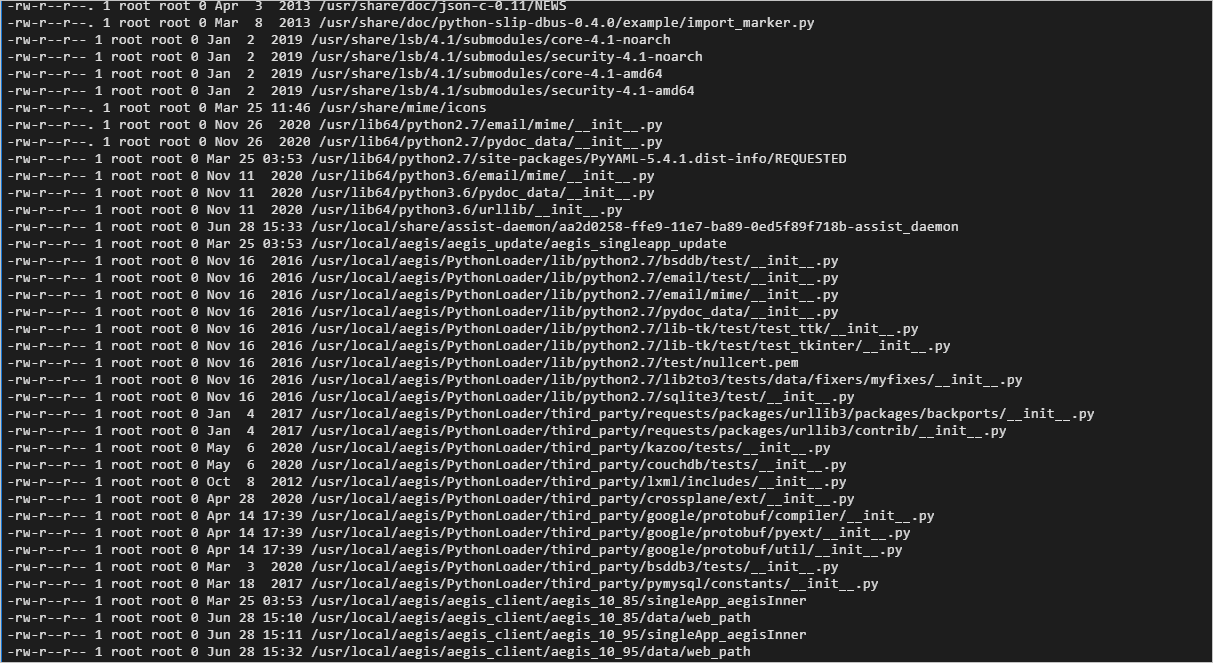 -rw-r--r--. 1 root root 0 Apr  3  2013 /usr/share/doc/json-c-0.11/NEWS
-rw-r--r--. 1 root root 0 Mar  8  2013 /usr/share/doc/python-slip-dbus-0.4.0/example/import_marker.py
-rw-r--r-- 1 root root 0 Jan  2  2019 /usr/share/lsb/4.1/submodules/core-4.1-noarch
-rw-r--r-- 1 root root 0 Jan  2  2019 /usr/share/lsb/4.1/submodules/security-4.1-noarch
-rw-r--r-- 1 root root 0 Jan  2  2019 /usr/share/lsb/4.1/submodules/core-4.1-amd64
-rw-r--r-- 1 root root 0 Jan  2  2019 /usr/share/lsb/4.1/submodules/security-4.1-amd64
-rw-r--r--. 1 root root 0 Mar 25 11:46 /usr/share/mime/icons
-rw-r--r--. 1 root root 0 Nov 26  2020 /usr/lib64/python2.7/email/mime/__init__.py
-rw-r--r--. 1 root root 0 Nov 26  2020 /usr/lib64/python2.7/pydoc_data/__init__.py
-rw-r--r-- 1 root root 0 Mar 25 03:53 /usr/lib64/python2.7/site-packages/PyYAML-5.4.1.dist-info/REQUESTED
-rw-r--r-- 1 root root 0 Nov 11  2020 /usr/lib64/python3.6/email/mime/__init__.py
-rw-r--r-- 1 root root 0 Nov 11  2020 /usr/lib64/python3.6/pydoc_data/__init__.py
-rw-r--r-- 1 root root 0 Nov 11  2020 /usr/lib64/python3.6/urllib/__init__.py
-rw-r--r-- 1 root root 0 Jun 28 15:33 /usr/local/share/assist-daemon/aa2d0258-ffe9-11e7-ba89-0ed5f89f718b-assist_daemon
-rw-r--r-- 1 root root 0 Mar 25 03:53 /usr/local/aegis/aegis_update/aegis_singleapp_update
-rw-r--r-- 1 root root 0 Nov 16  2016 /usr/local/aegis/PythonLoader/lib/python2.7/bsddb/test/__init__.py
-rw-r--r-- 1 root root 0 Nov 16  2016 /usr/local/aegis/PythonLoader/lib/python2.7/email/test/__init__.py
-rw-r--r-- 1 root root 0 Nov 16  2016 /usr/local/aegis/PythonLoader/lib/python2.7/email/mime/__init__.py
-rw-r--r-- 1 root root 0 Nov 16  2016 /usr/local/aegis/PythonLoader/lib/python2.7/pydoc_data/__init__.py
-rw-r--r-- 1 root root 0 Nov 16  2016 /usr/local/aegis/PythonLoader/lib/python2.7/lib-tk/test/test_ttk/__init__.py
-rw-r--r-- 1 root root 0 Nov 16  2016 /usr/local/aegis/PythonLoader/lib/python2.7/lib-tk/test/test_tkinter/__init__.py
-rw-r--r-- 1 root root 0 Nov 16  2016 /usr/local/aegis/PythonLoader/lib/python2.7/test/nullcert.pem
-rw-r--r-- 1 root root 0 Nov 16  2016 /usr/local/aegis/PythonLoader/lib/python2.7/lib2to3/tests/data/fixers/myfixes/__init__.py
-rw-r--r-- 1 root root 0 Nov 16  2016 /usr/local/aegis/PythonLoader/lib/python2.7/sqlite3/test/__init__.py
-rw-r--r-- 1 root root 0 Jan  4  2017 /usr/local/aegis/PythonLoader/third_party/requests/packages/urllib3/packages/backports/__init__.py
-rw-r--r-- 1 root root 0 Jan  4  2017 /usr/local/aegis/PythonLoader/third_party/requests/packages/urllib3/contrib/__init__.py
-rw-r--r-- 1 root root 0 May  6  2020 /usr/local/aegis/PythonLoader/third_party/kazoo/tests/__init__.py
-rw-r--r-- 1 root root 0 May  6  2020 /usr/local/aegis/PythonLoader/third_party/couchdb/tests/__init__.py
-rw-r--r-- 1 root root 0 Oct  8  2012 /usr/local/aegis/PythonLoader/third_party/lxml/includes/__init__.py
-rw-r--r-- 1 root root 0 Apr 28  2020 /usr/local/aegis/PythonLoader/third_party/crossplane/ext/__init__.py
-rw-r--r-- 1 root root 0 Apr 14 17:39 /usr/local/aegis/PythonLoader/third_party/google/protobuf/compiler/__init__.py
-rw-r--r-- 1 root root 0 Apr 14 17:39 /usr/local/aegis/PythonLoader/third_party/google/protobuf/pyext/__init__.py
-rw-r--r-- 1 root root 0 Apr 14 17:39 /usr/local/aegis/PythonLoader/third_party/google/protobuf/util/__init__.py
-rw-r--r-- 1 root root 0 Mar  3  2020 /usr/local/aegis/PythonLoader/third_party/bsddb3/tests/__init__.py
-rw-r--r-- 1 root root 0 Mar 18  2017 /usr/local/aegis/PythonLoader/third_party/pymysql/constants/__init__.py
-rw-r--r-- 1 root root 0 Mar 25 03:53 /usr/local/aegis/aegis_client/aegis_10_85/singleApp_aegisInner
-rw-r--r-- 1 root root 0 Jun 28 15:10 /usr/local/aegis/aegis_client/aegis_10_85/data/web_path
-rw-r--r-- 1 root root 0 Jun 28 15:11 /usr/local/aegis/aegis_client/aegis_10_95/singleApp_aegisInner
-rw-r--r-- 1 root root 0 Jun 28 15:32 /usr/local/aegis/aegis_client/aegis_10_95/data/web_path